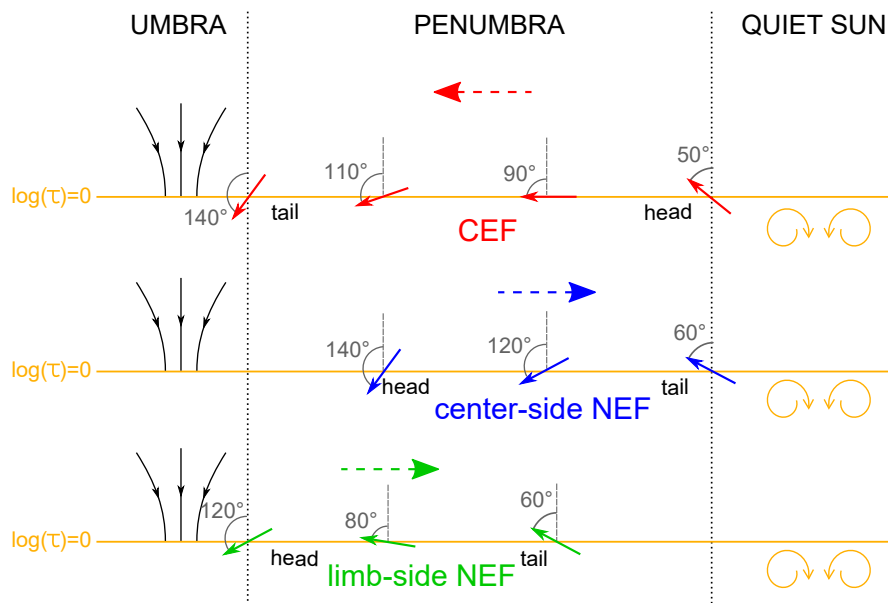 UMBRA PENUMBRA QUIET SUN
110° 90° 50°
log(τ)=0
140° tail head
CEF
60°
140° 120°
log(τ)=0
head tail
center-side NEF
60°
120° 80°
log(τ)=0
head tail
limb-side NEF